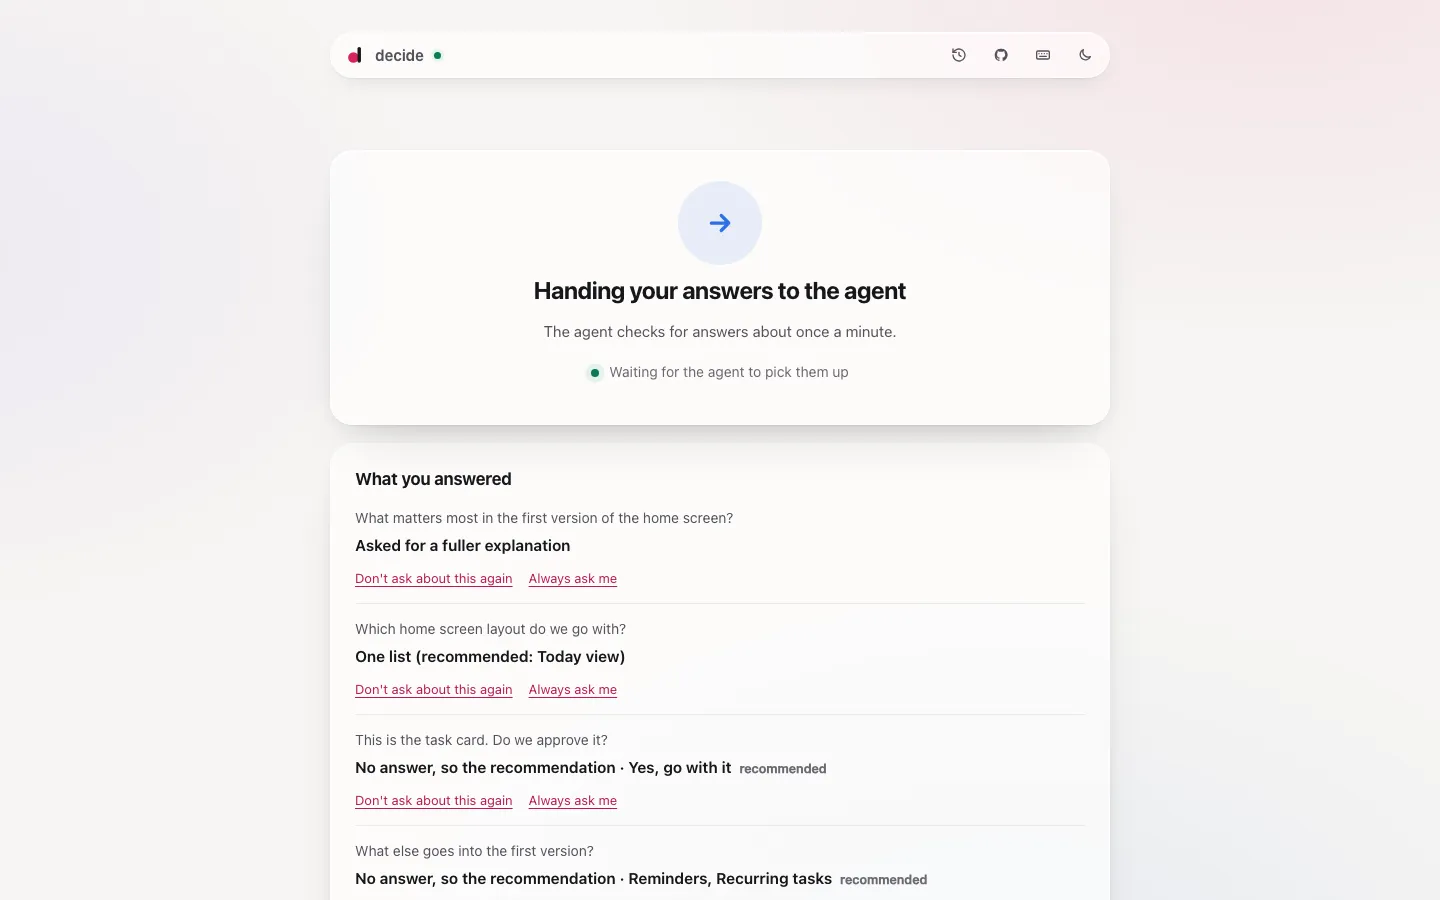 decide
Handing your answers to the agent
The agent checks for answers about once a minute.
Waiting for the agent to pick them up
What you answered
What matters most in the first version of the home screen?
Asked for a fuller explanation
Don't ask about this again Always ask me
Which home screen layout do we go with?
One list (recommended: Today view)
Don't ask about this again Always ask me
This is the task card. Do we approve it?
No answer, so the recommendation · Yes, go with it recommended
Don't ask about this again Always ask me
What else goes into the first version?
No answer, so the recommendation · Reminders, Recurring tasks recommended